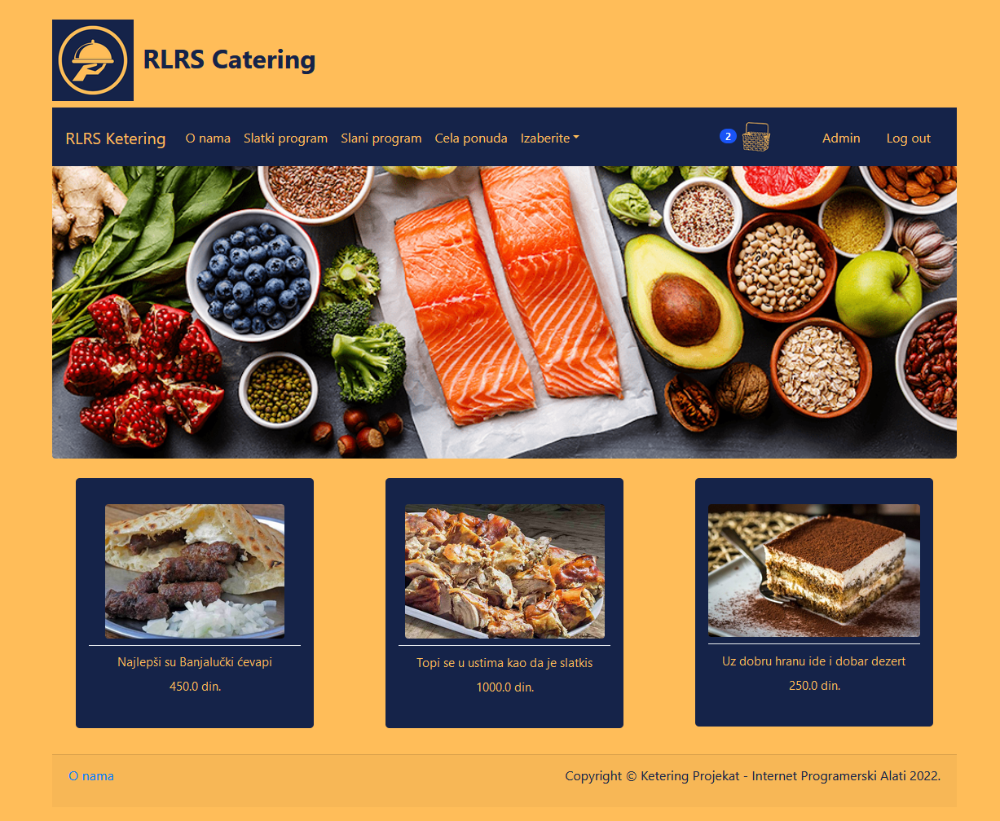 RLRS Catering
RLRS Ketering O nama Slatki program Slani program Cela ponuda Izaberite 2 Admin Log out
Najlepši su Banjalučki ćevapi
450.0 din.
Topi se u ustima kao da je slatkis
1000.0 din.
Uz dobru hranu ide i dobar dezert
250.0 din.
O nama Copyright © Ketering Projekat - Internet Programerski Alati 2022.